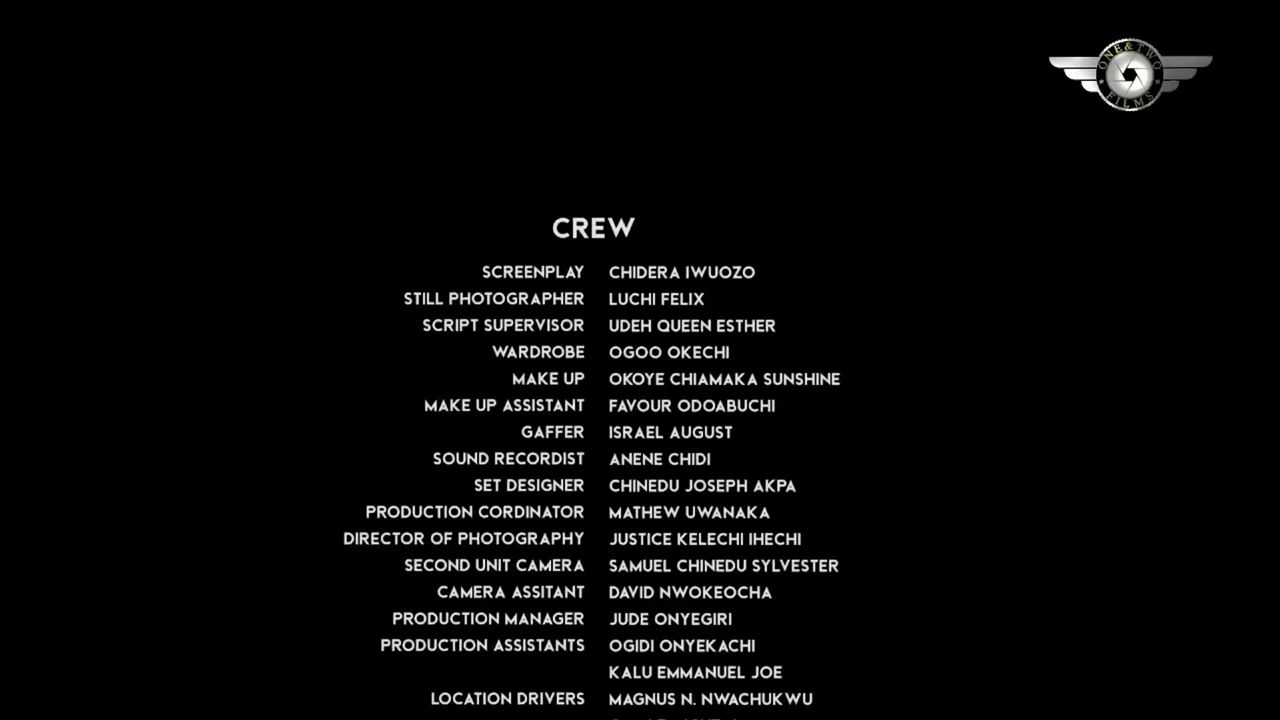 ONE&TWO
FILMS
CREW
SCREENPLAY CHIDERA IWUOZO
STILL PHOTOGRAPHER LUCHI FELIX
SCRIPT SUPERVISOR UDEH QUEEN ESTHER
WARDROBE OGOO OKECHI
MAKE UP OKOYE CHIAMAKA SUNSHINE
MAKE UP ASSISTANT FAVOUR ODOABUCHI
GAFFER ISRAEL AUGUST
SOUND RECORDIST ANENE CHIDI
SET DESIGNER CHINEDU JOSEPH AKPA
PRODUCTION CORDINATOR MATHEW UWANAKA
DIRECTOR OF PHOTOGRAPHY JUSTICE KELECHI IHECHI
SECOND UNIT CAMERA SAMUEL CHINEDU SYLVESTER
CAMERA ASSITANT DAVID NWOKEOCHA
PRODUCTION MANAGER JUDE ONYEGIRI
PRODUCTION ASSISTANTS OGIDI ONYEKACHI
KALU EMMANUEL JOE
LOCATION DRIVERS MAGNUS N. NWACHUKWU